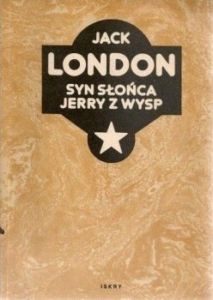 JACK
LONDON
SYN SŁOŃCA
JERRY Z WYSP
ISKRY